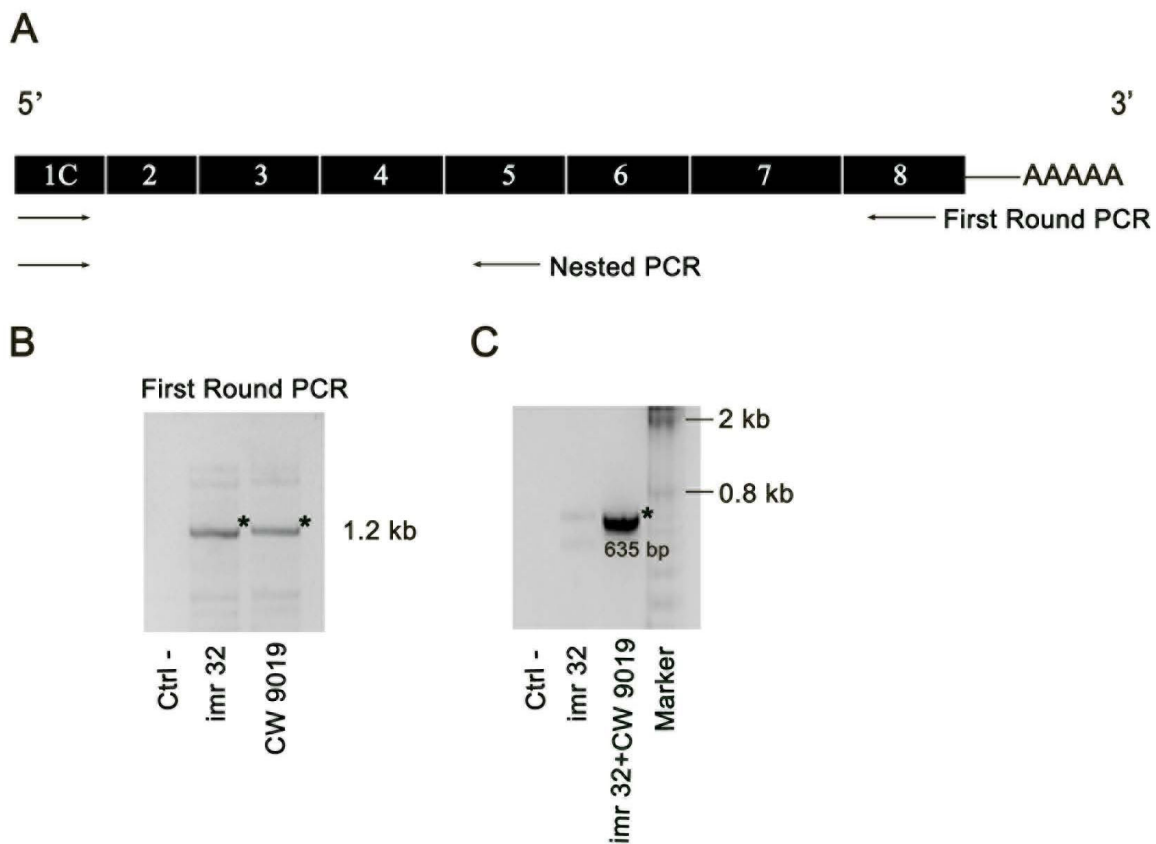 A
5’ 3’
1C 2 3 4 5 6 7 8 AAAAA
First Round PCR
Nested PCR
B
First Round PCR
* *
1.2 kb
Ctrl -
imr 32
CW 9019
C
2 kb
0.8 kb
*
635 bp
Ctrl -
imr 32
imr 32+CW 9019
Marker